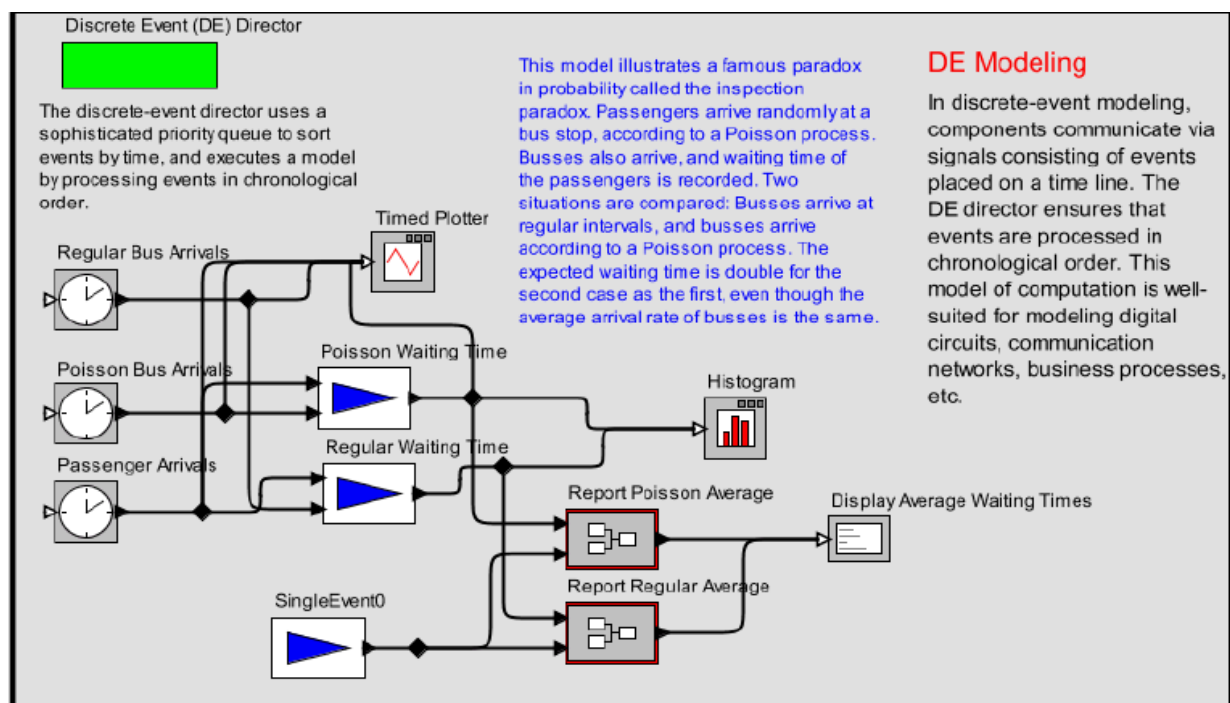 Discrete Event (DE) Director
The discrete-event director uses a
sophisticated priority queue to sort
events by time, and executes a model
by processing events in chronological
order.
This model illustrates a famous paradox
in probability called the inspection
paradox. Passengers arrive randomly at a
bus stop, according to a Poisson process.
Busses also arrive, and waiting time of
the passengers is recorded. Two
situations are compared: Busses arrive at
regular intervals, and busses arrive
according to a Poisson process. The
expected waiting time is double for the
second case as the first, even though the
average arrival rate of busses is the same.
DE Modeling
In discrete-event modeling,
components communicate via
signals consisting of events
placed on a time line. The
DE director ensures that
events are processed in
chronological order. This
model of computation is well-
suited for modeling digital
circuits, communication
networks, business processes,
etc.
Timed Plotter
Regular Bus Arrivals
Poisson Waiting Time
Poisson Bus Arrivals
Histogram
Regular Waiting Time
Passenger Arrivals
Report Poisson Average
Display Average Waiting Times
Report Regular Average
SingleEvent0